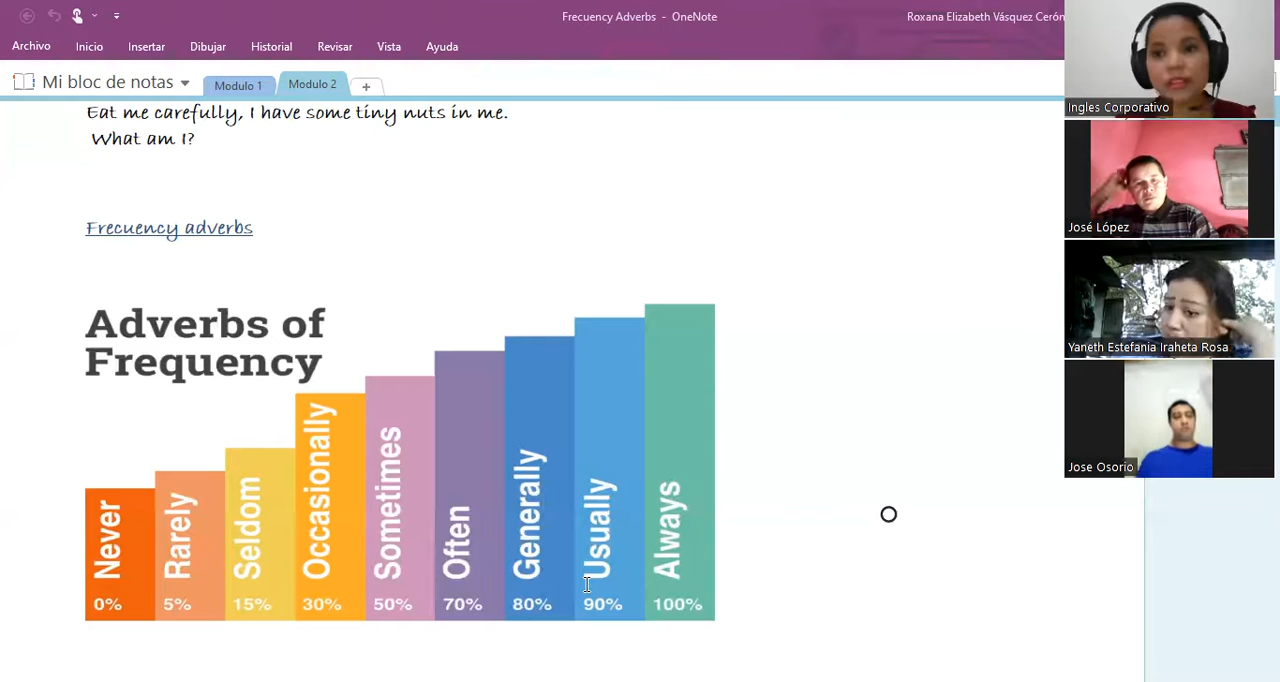 Frecuency Adverbs - OneNote
Roxana Elizabeth Vásquez Cerón
Archivo Inicio Insertar Dibujar Historial Revisar Vista Ayuda
Mi bloc de notas Modulo 1 Modulo 2 +
Eat me carefully, I have some tiny nuts in me.
What am I?
Frecuency adverbs
Adverbs of
Frequency
Never
Rarely
Seldom
Occasionally
Sometimes
Often
Generally
Usually
Always
0% 5% 15% 30% 50% 70% 80% 90% 100%
Ingles Corporativo
José López
Yaneth Estefania Iraheta Rosa
Jose Osorio